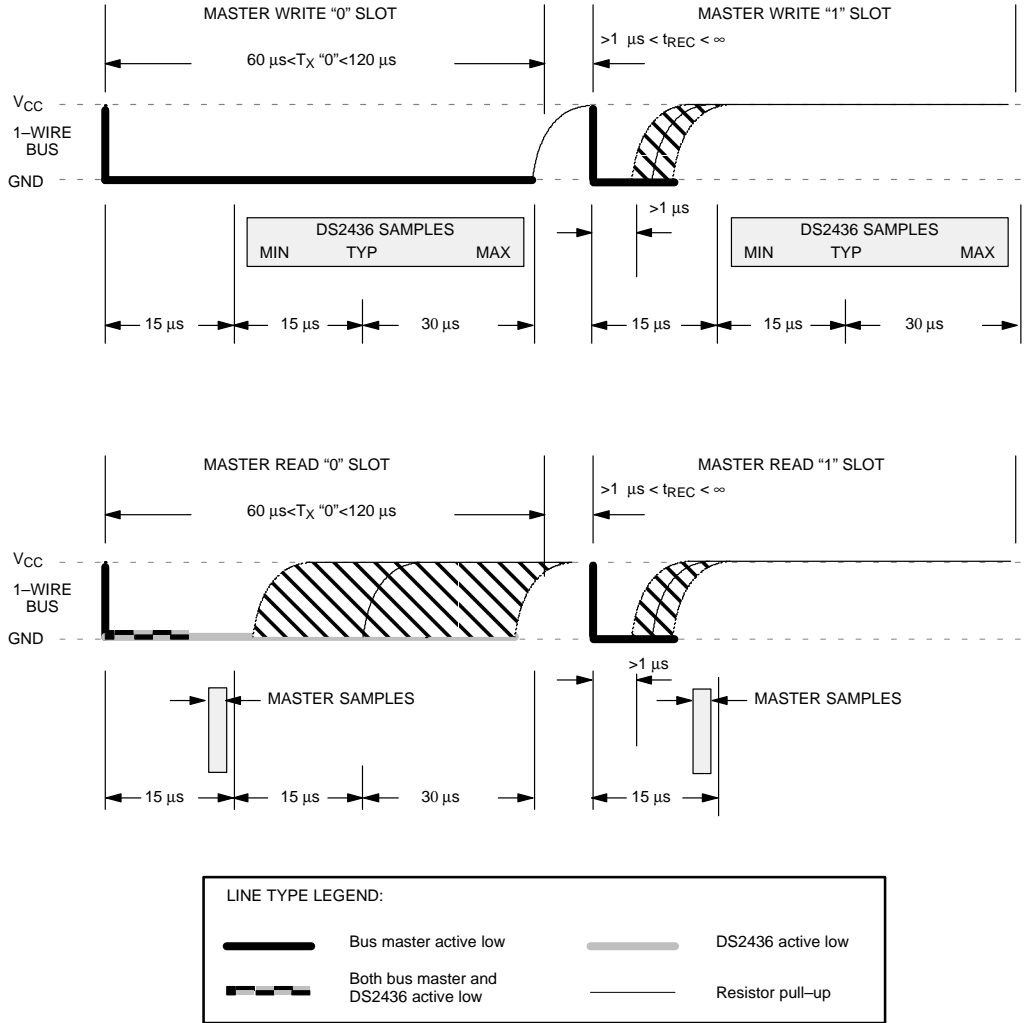 MASTER WRITE “0” SLOT
MASTER WRITE “1” SLOT
60 μs<TX “0”<120 μs
>1 μs < tREC < ∞
VCC
1–WIRE
BUS
GND
>1 μs
DS2436 SAMPLES
MIN TYP MAX
DS2436 SAMPLES
MIN TYP MAX
15 μs
15 μs
30 μs
15 μs
15 μs
30 μs
MASTER READ “0” SLOT
MASTER READ “1” SLOT
60 μs<TX “0”<120 μs
>1 μs < tREC < ∞
VCC
1–WIRE
BUS
GND
>1 μs
MASTER SAMPLES
MASTER SAMPLES
15 μs
15 μs
30 μs
15 μs
LINE TYPE LEGEND:
Bus master active low
DS2436 active low
Both bus master and
DS2436 active low
Resistor pull–up